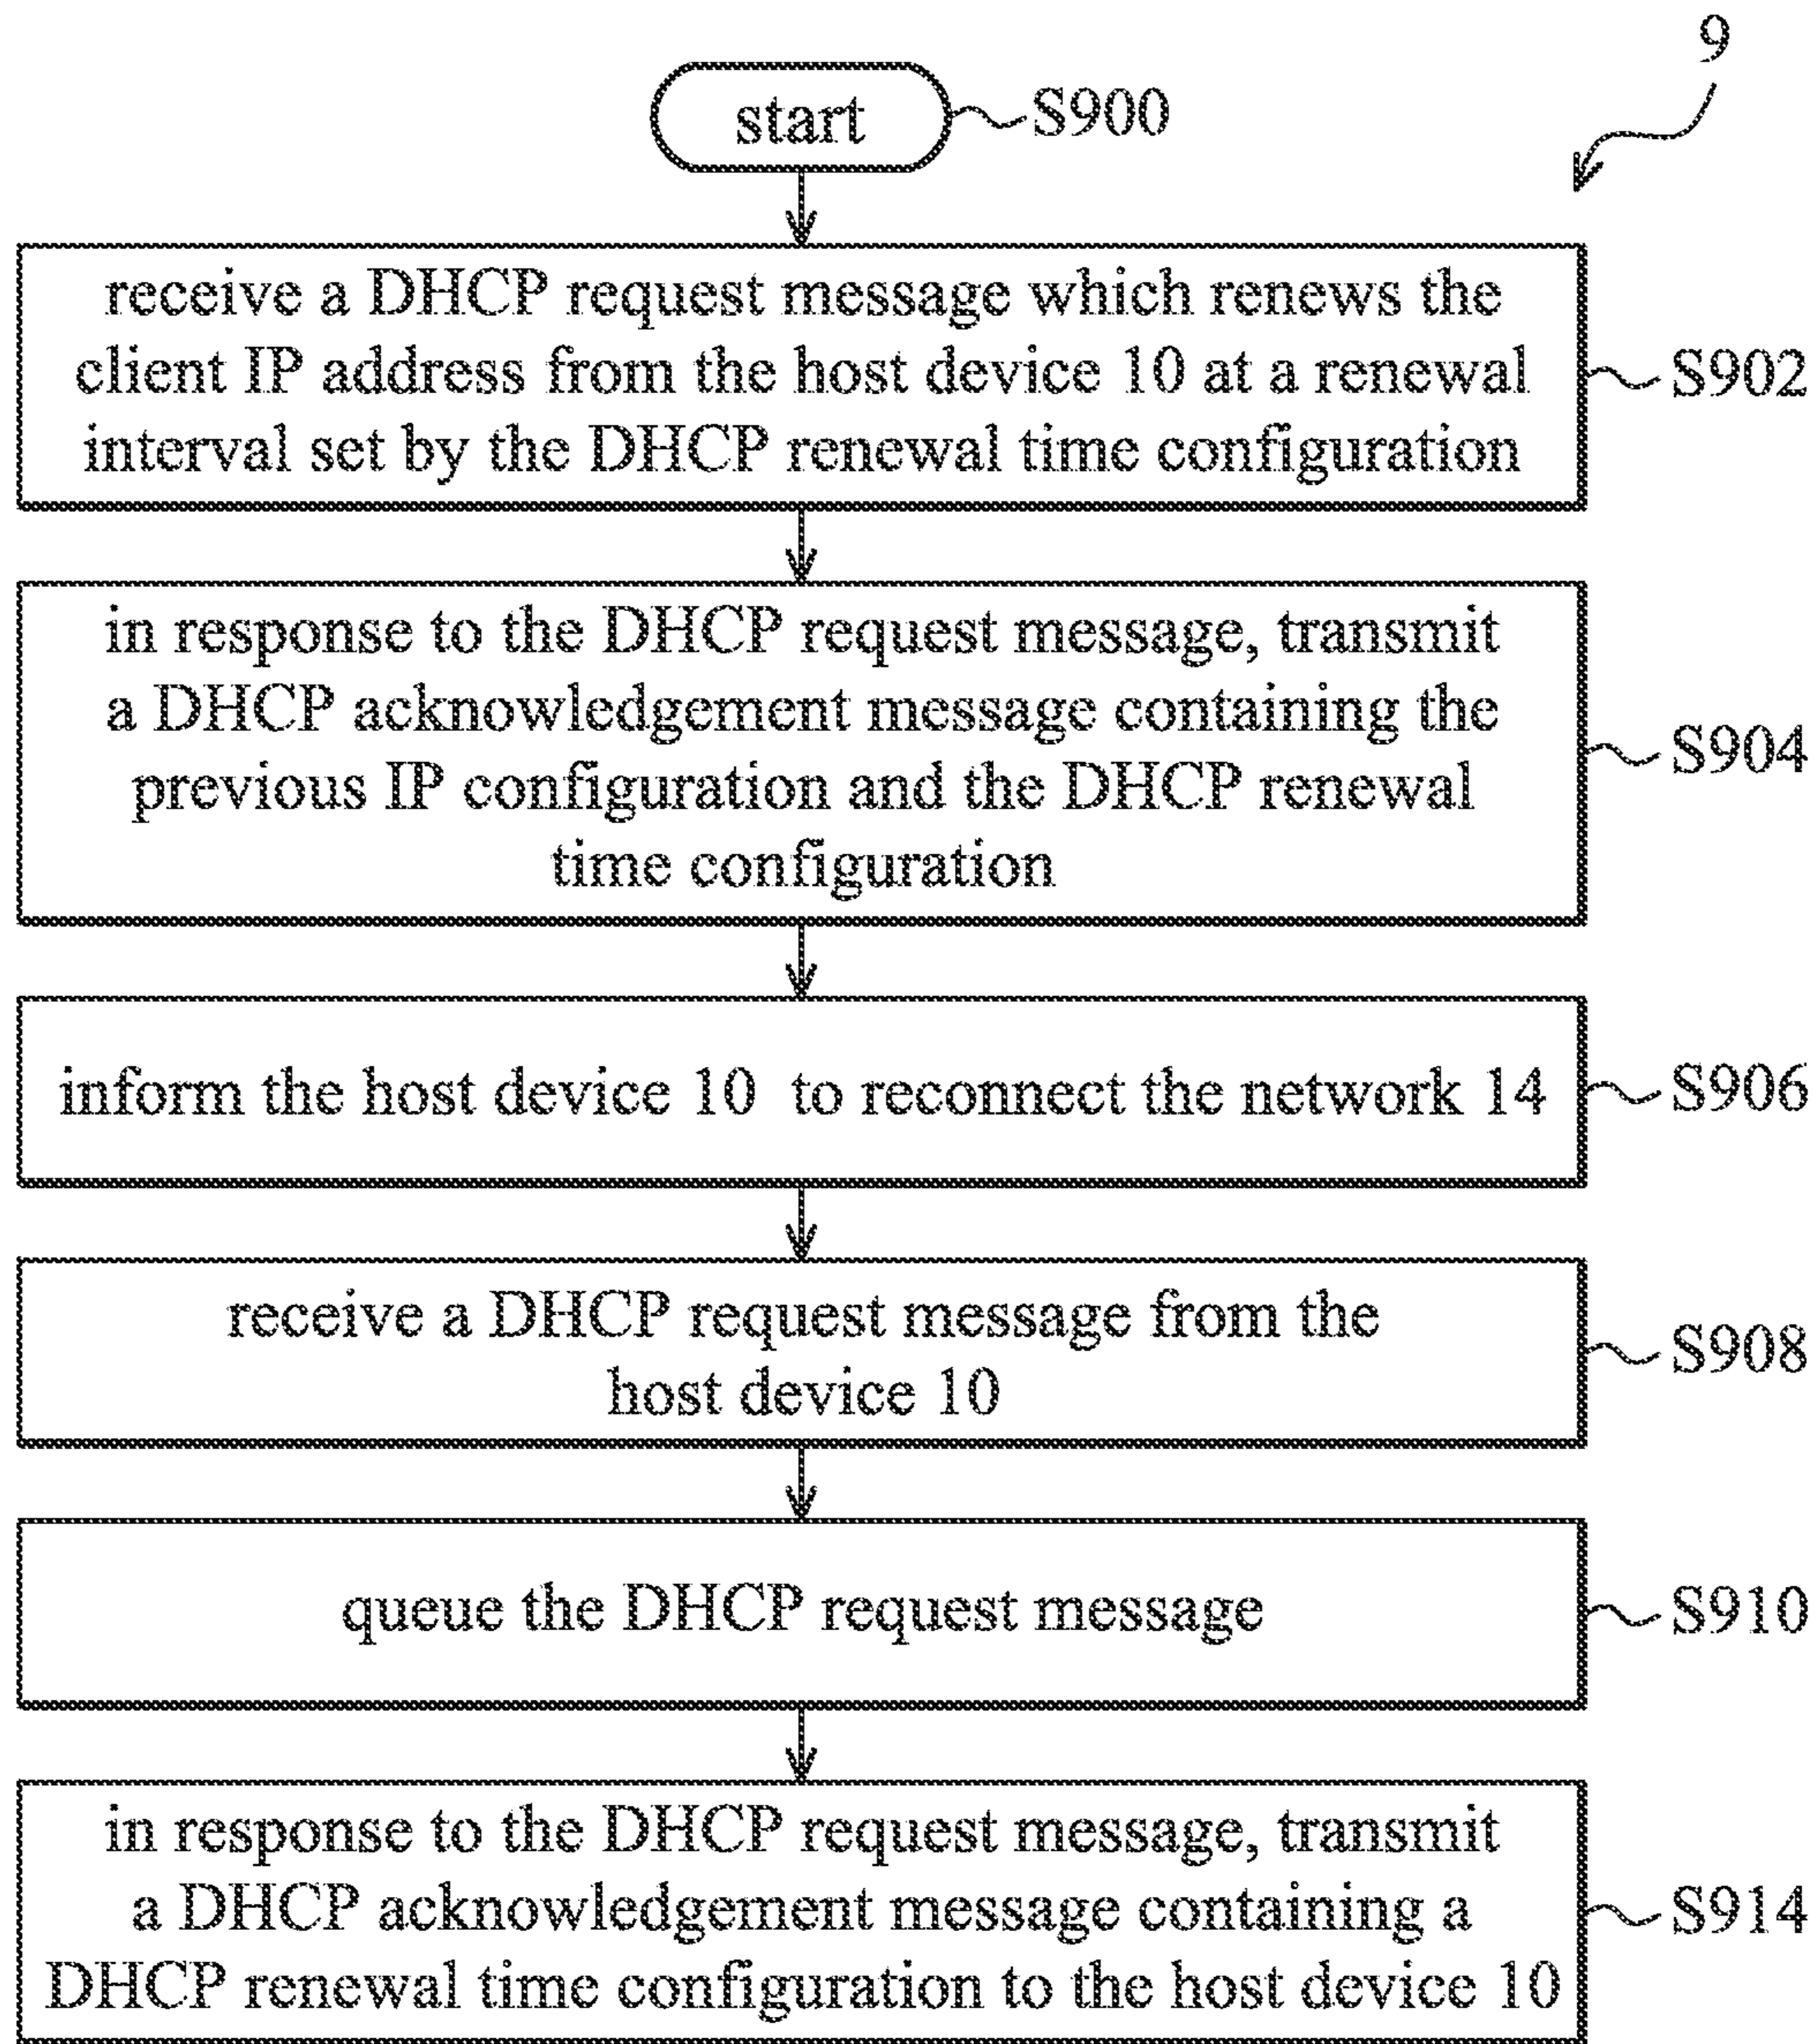 9
start
S900
receive a DHCP request message which renews the
client IP address from the host device 10 at a renewal
interval set by the DHCP renewal time configuration
S902
in response to the DHCP request message, transmit
a DHCP acknowledgement message containing the
previous IP configuration and the DHCP renewal
time configuration
S904
inform the host device 10 to reconnect the network 14
S906
receive a DHCP request message from the
host device 10
S908
queue the DHCP request message
S910
in response to the DHCP request message, transmit
a DHCP acknowledgement message containing a
DHCP renewal time configuration to the host device 10
S914